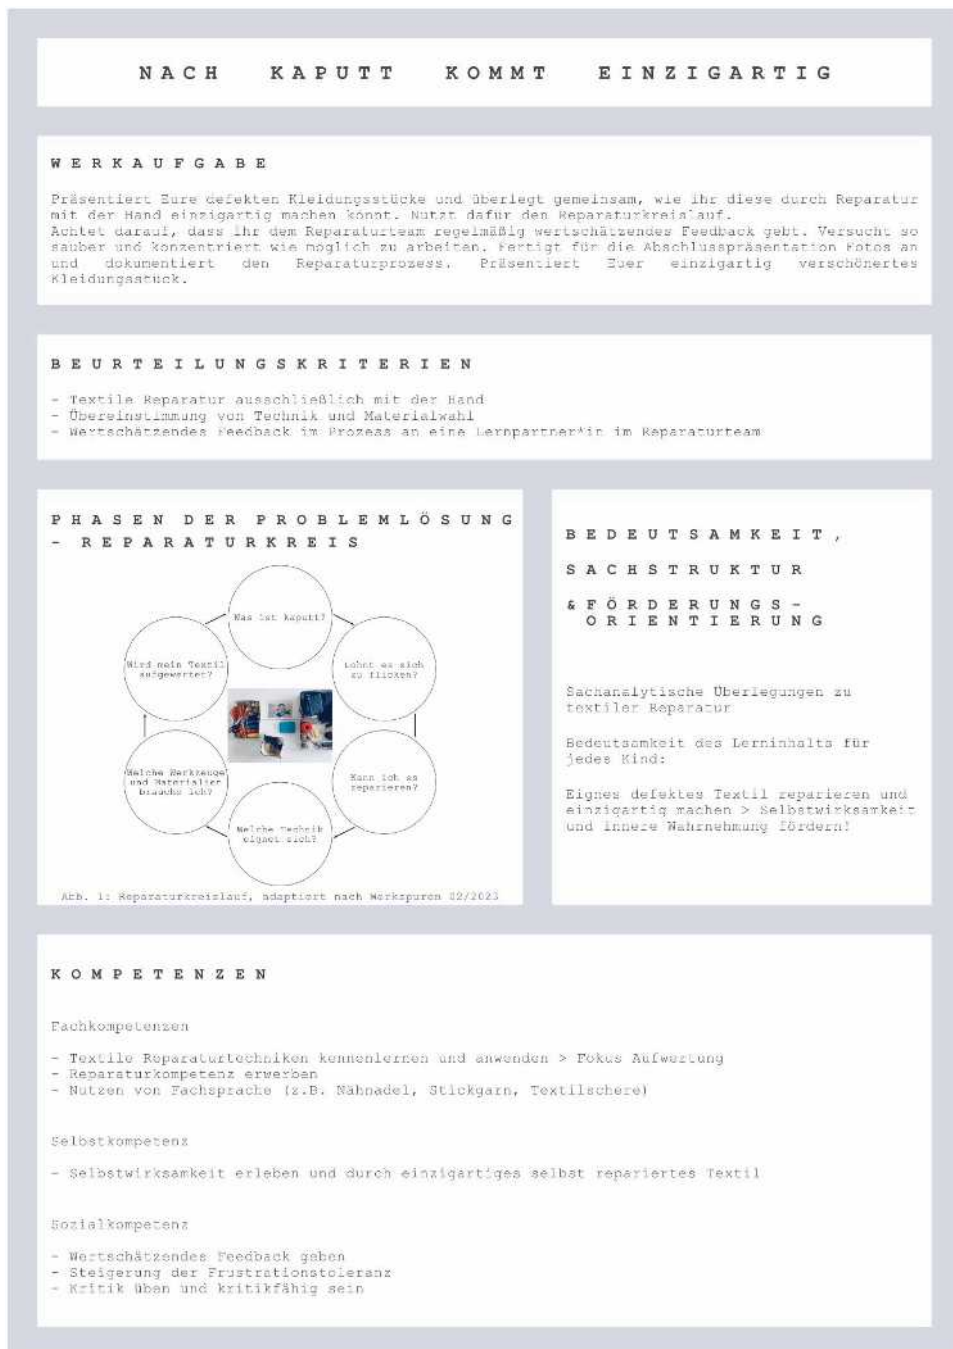 NACH KAPUTT KOMMT EINZIGARTIG
WERKAUFGABE
Präsentiert Eure defekten Kleidungsstücke und überlegt gemeinsam, wie ihr diese durch Reparatur
mit der Hand einzigartig machen könnt. Nutzt dafür den Reparaturkreislauf.
Achtet darauf, dass ihr dem Reparaturteam regelmäßig wertschätzendes Feedback gebt. Versucht so
sauber und konzentriert wie möglich zu arbeiten. Fertigt für die Abschlusspräsentation Fotos an
und dokumentiert den Reparaturprozess. Präsentiert Euer einzigartig verschönertes
Kleidungsstück.
BEURTEILUNGSKRITERIEN
- Textile Reparatur ausschließlich mit der Hand
- Übereinstimmung von Technik und Materialwahl
- Wertschätzendes Feedback im Prozess an eine Lernpartner*in im Reparaturteam
PHASEN DER PROBLEMLÖSUNG
- REPARATURKREIS
Was ist kaputt?
Lohnt es sich
zu flicken?
Kann ich es
reparieren?
Welche Technik
eignet sich?
Welche Werkzeuge
und Materialien
brauche ich?
Wird mein Textil
aufgewertet?
Abb. 1: Reparaturkreislauf, adaptiert nach Werkspuren 02/2023
BEDEUTSAMKEIT,
SACHSTRUKTUR
& FÖRDERUNGS-
ORIENTIERUNG
Sachanalytische Überlegungen zu
textiler Reparatur
Bedeutsamkeit des Lerninhalts für
jedes Kind:
Eignes defektes Textil reparieren und
einzigartig machen > Selbstwirksamkeit
und innere Wahrnehmung fördern!
KOMPETENZEN
Fachkompetenzen
- Textile Reparaturtechniken kennenlernen und anwenden > Fokus Aufwertung
- Reparaturkompetenz erwerben
- Nutzen von Fachsprache (z.B. Nähnadel, Stickgarn, Textilschere)
Selbstkompetenz
- Selbstwirksamkeit erleben und durch einzigartiges selbst repariertes Textil
Sozialkompetenz
- Wertschätzendes Feedback geben
- Steigerung der Frustrationstoleranz
- Kritik üben und kritikfähig sein